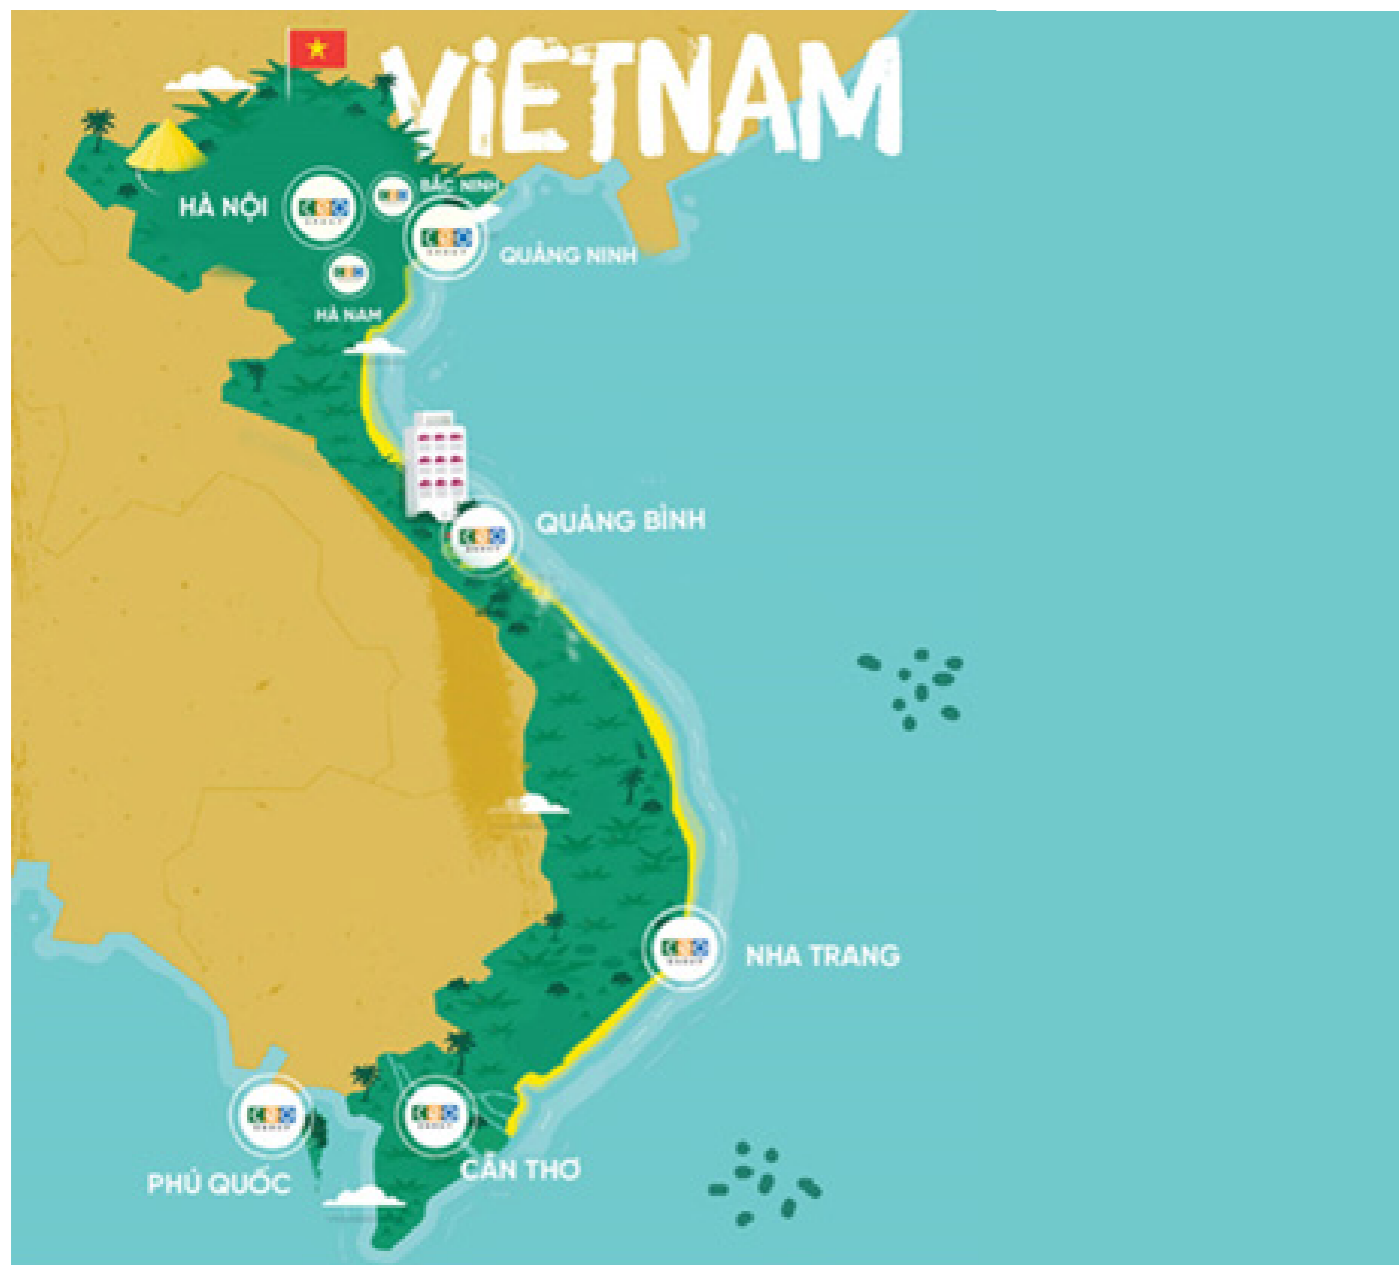 ViETNAM
BẮC NINH
HÀ NỘI
QUẢNG NINH
HÀ NAM
QUẢNG BÌNH
NHA TRANG
CẦN THƠ
PHÚ QUỐC